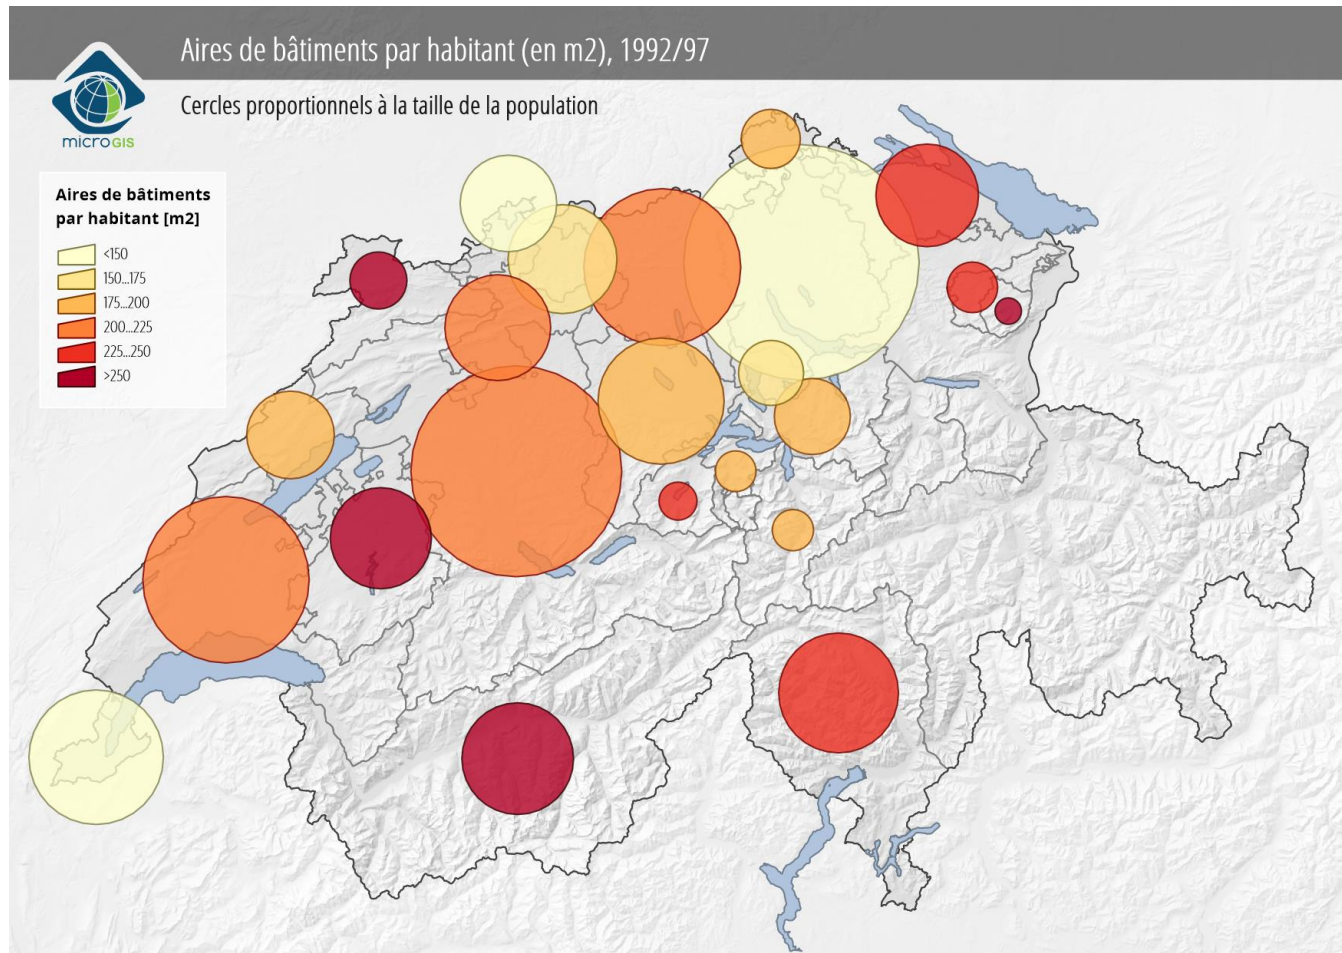 Aires de bâtiments par habitant (en m2), 1992/97
Cercles proportionnels à la taille de la population
microGIS
Aires de bâtiments
par habitant [m2]
<150
150...175
175...200
200...225
225...250
>250